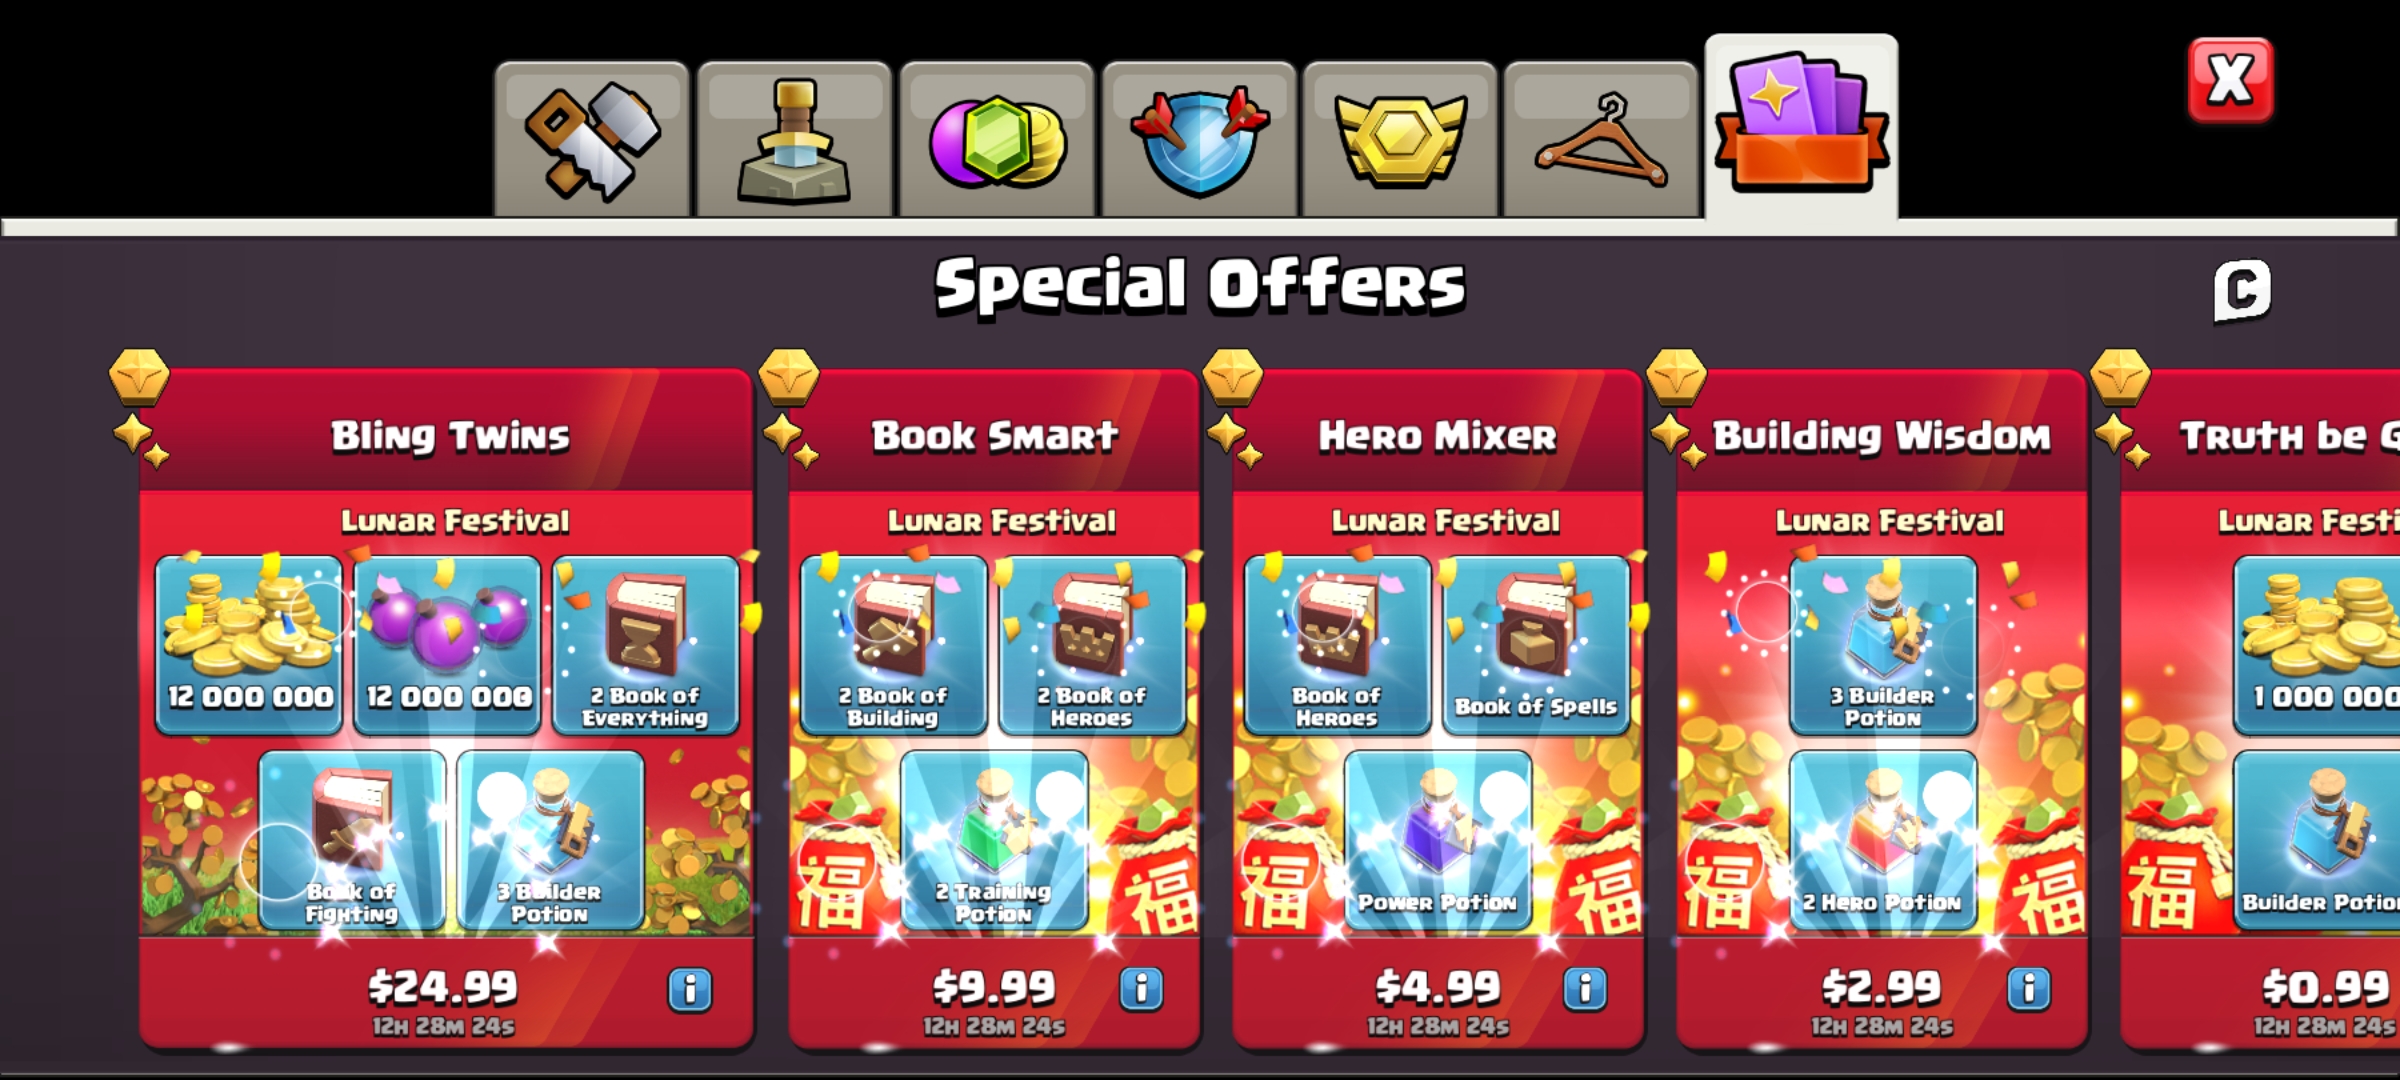 X
Special Offers
C
Bling Twins
Lunar Festival
12 000 000
12 000 000
2 Book of
Everything
Book of
Fighting
3 Builder
Potion
$24.99
12H 28M 24s
i
Book Smart
Lunar Festival
2 Book of
Building
2 Book of
Heroes
2 Training
Potion
福
福
$9.99
12H 28M 24s
i
Hero Mixer
Lunar Festival
Book of
Heroes
Book of Spells
Power Potion
福
福
$4.99
12H 28M 24s
i
Building Wisdom
Lunar Festival
3 Builder
Potion
2 Hero Potion
福
福
$2.99
12H 28M 24s
i
Truth be
Lunar
1 000 000
Builder
福
$0.99
12H 28M 24s